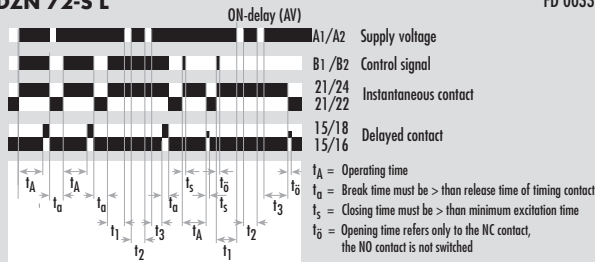 DZN 72-S L
FD 0033
ON-delay (AV)
A1/A2 Supply voltage
B1/B2 Control signal
21/24
21/22 Instantaneous contact
15/18
15/16 Delayed contact
tA tA ts tö tö
ta ta ta tA ts t3
t1 t3 t1 t2
t2
tA = Operating time
ta = Break time must be > than release time of timing contact
ts = Closing time must be > than minimum excitation time
tö = Opening time refers only to the NC contact,
the NO contact is not switched